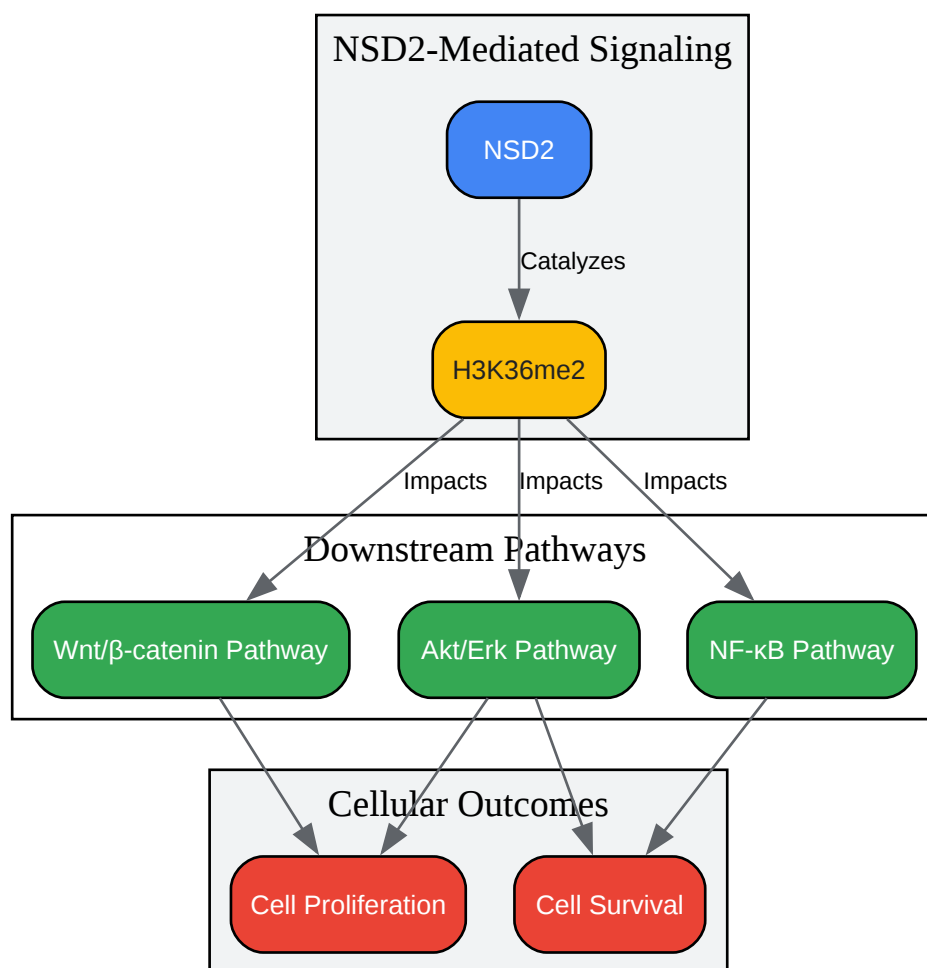 NSD2-Mediated Signaling
NSD2
Catalyzes
H3K36me2
Impacts
Impacts
Impacts
Downstream Pathways
Wnt/β-catenin Pathway
Akt/Erk Pathway
NF-κB Pathway
Cellular Outcomes
Cell Proliferation
Cell Survival